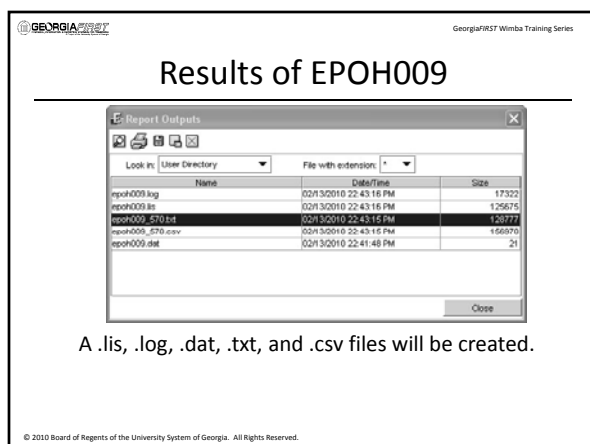 GEORGIAFIRST
GeorgiaFIRST Wimba Training Series
Results of EPOH009
Report Outputs
Look in: User Directory
File with extension: *
Name Date/Time Size
epoh009.log 02/13/2010 22:43:16 PM 17322
epoh009.lis 02/13/2010 22:43:16 PM 125675
epoh009_570.txt 02/13/2010 22:43:15 PM 128777
epoh009_570.csv 02/13/2010 22:43:15 PM 156870
epoh009.dat 02/13/2010 22:41:48 PM 21
Close
A .lis, .log, .dat, .txt, and .csv files will be created.
© 2010 Board of Regents of the University System of Georgia. All Rights Reserved.